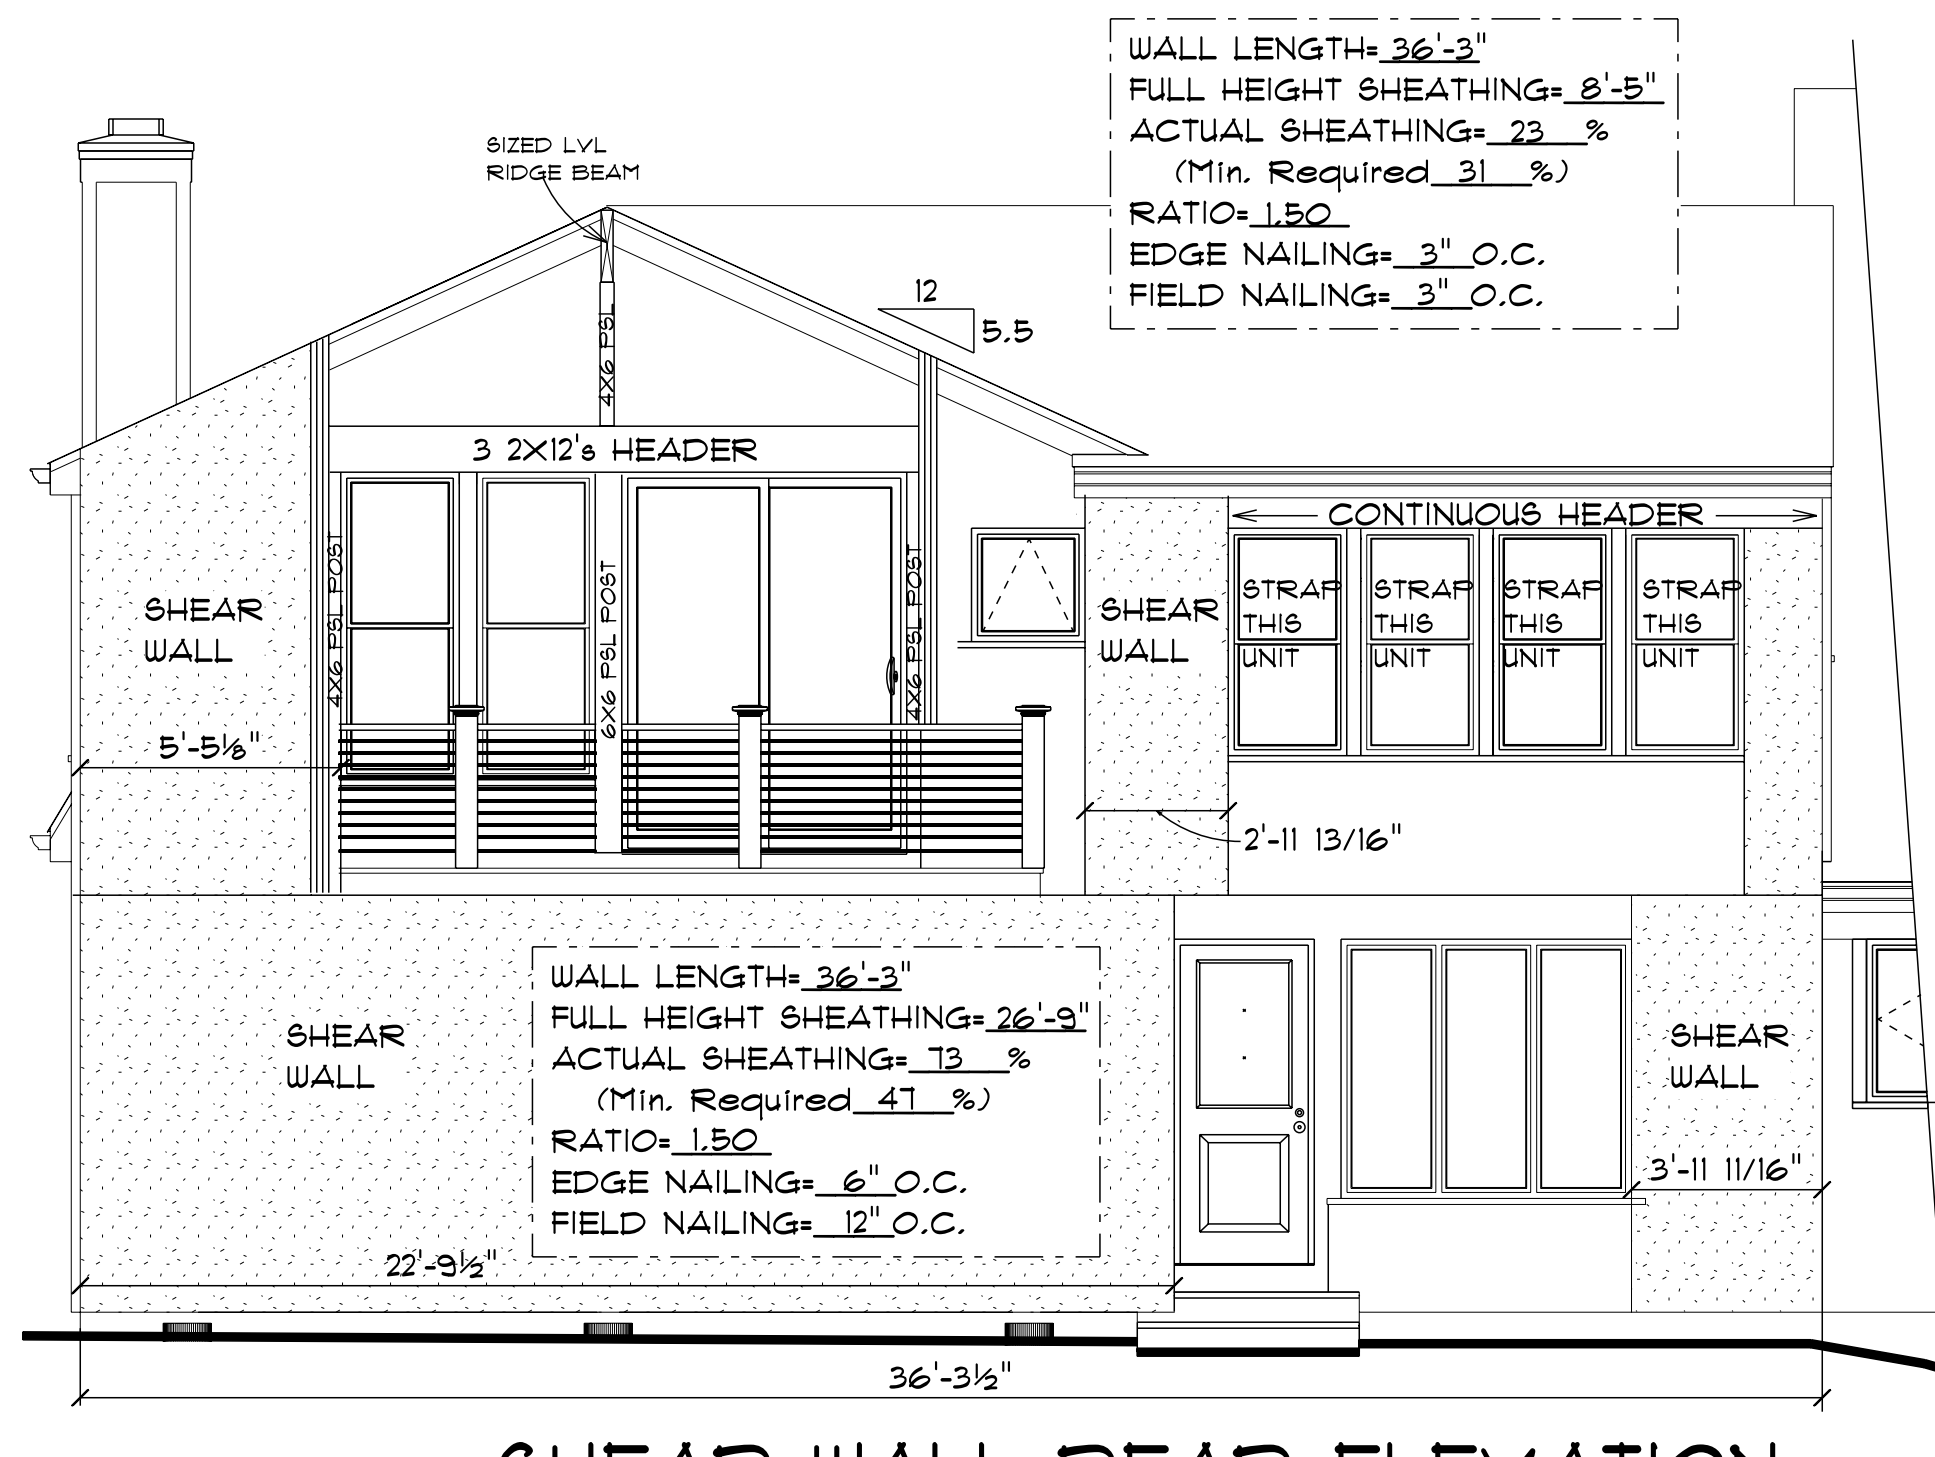 WALL LENGTH= 36'-3"
FULL HEIGHT SHEATHING= 8'-5"
ACTUAL SHEATHING= 23 %
(Min. Required 31 %)
RATIO= 1.50
EDGE NAILING= 3" O.C.
FIELD NAILING= 3" O.C.
SIZED LVL
RIDGE BEAM
12
5.5
4X6 PSL
3 2X12's HEADER
CONTINUOUS HEADER
SHEAR
WALL
4X6 PSL POST
6X6 PSL POST
4X6 PSL POST
SHEAR
WALL
STRAP
THIS
UNIT
STRAP
THIS
UNIT
STRAP
THIS
UNIT
STRAP
THIS
UNIT
5'-5⅛"
2'-11 13/16"
SHEAR
WALL
WALL LENGTH= 36'-3"
FULL HEIGHT SHEATHING= 26'-9"
ACTUAL SHEATHING= 73 %
(Min. Required 47 %)
RATIO= 1.50
EDGE NAILING= 6" O.C.
FIELD NAILING= 12" O.C.
SHEAR
WALL
3'-11 11/16"
22'-9½"
36'-3½"
SHEAR WALL REAR ELEVATION